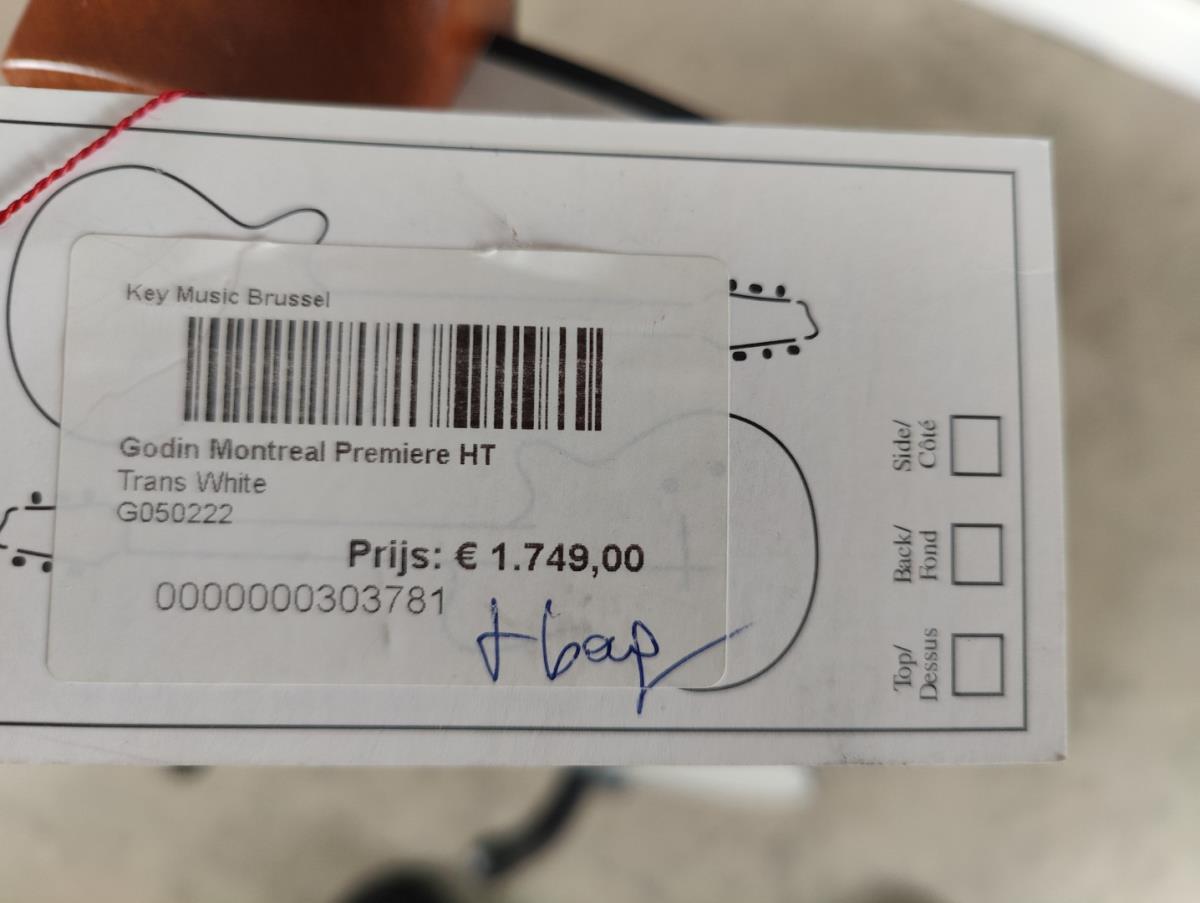 Key Music Brussel
Godin Montreal Premiere HT
Trans White
G050222
Prijs: € 1.749,00
0000000303781
Side/
Côté
Back/
Fond
Top/
Dessus